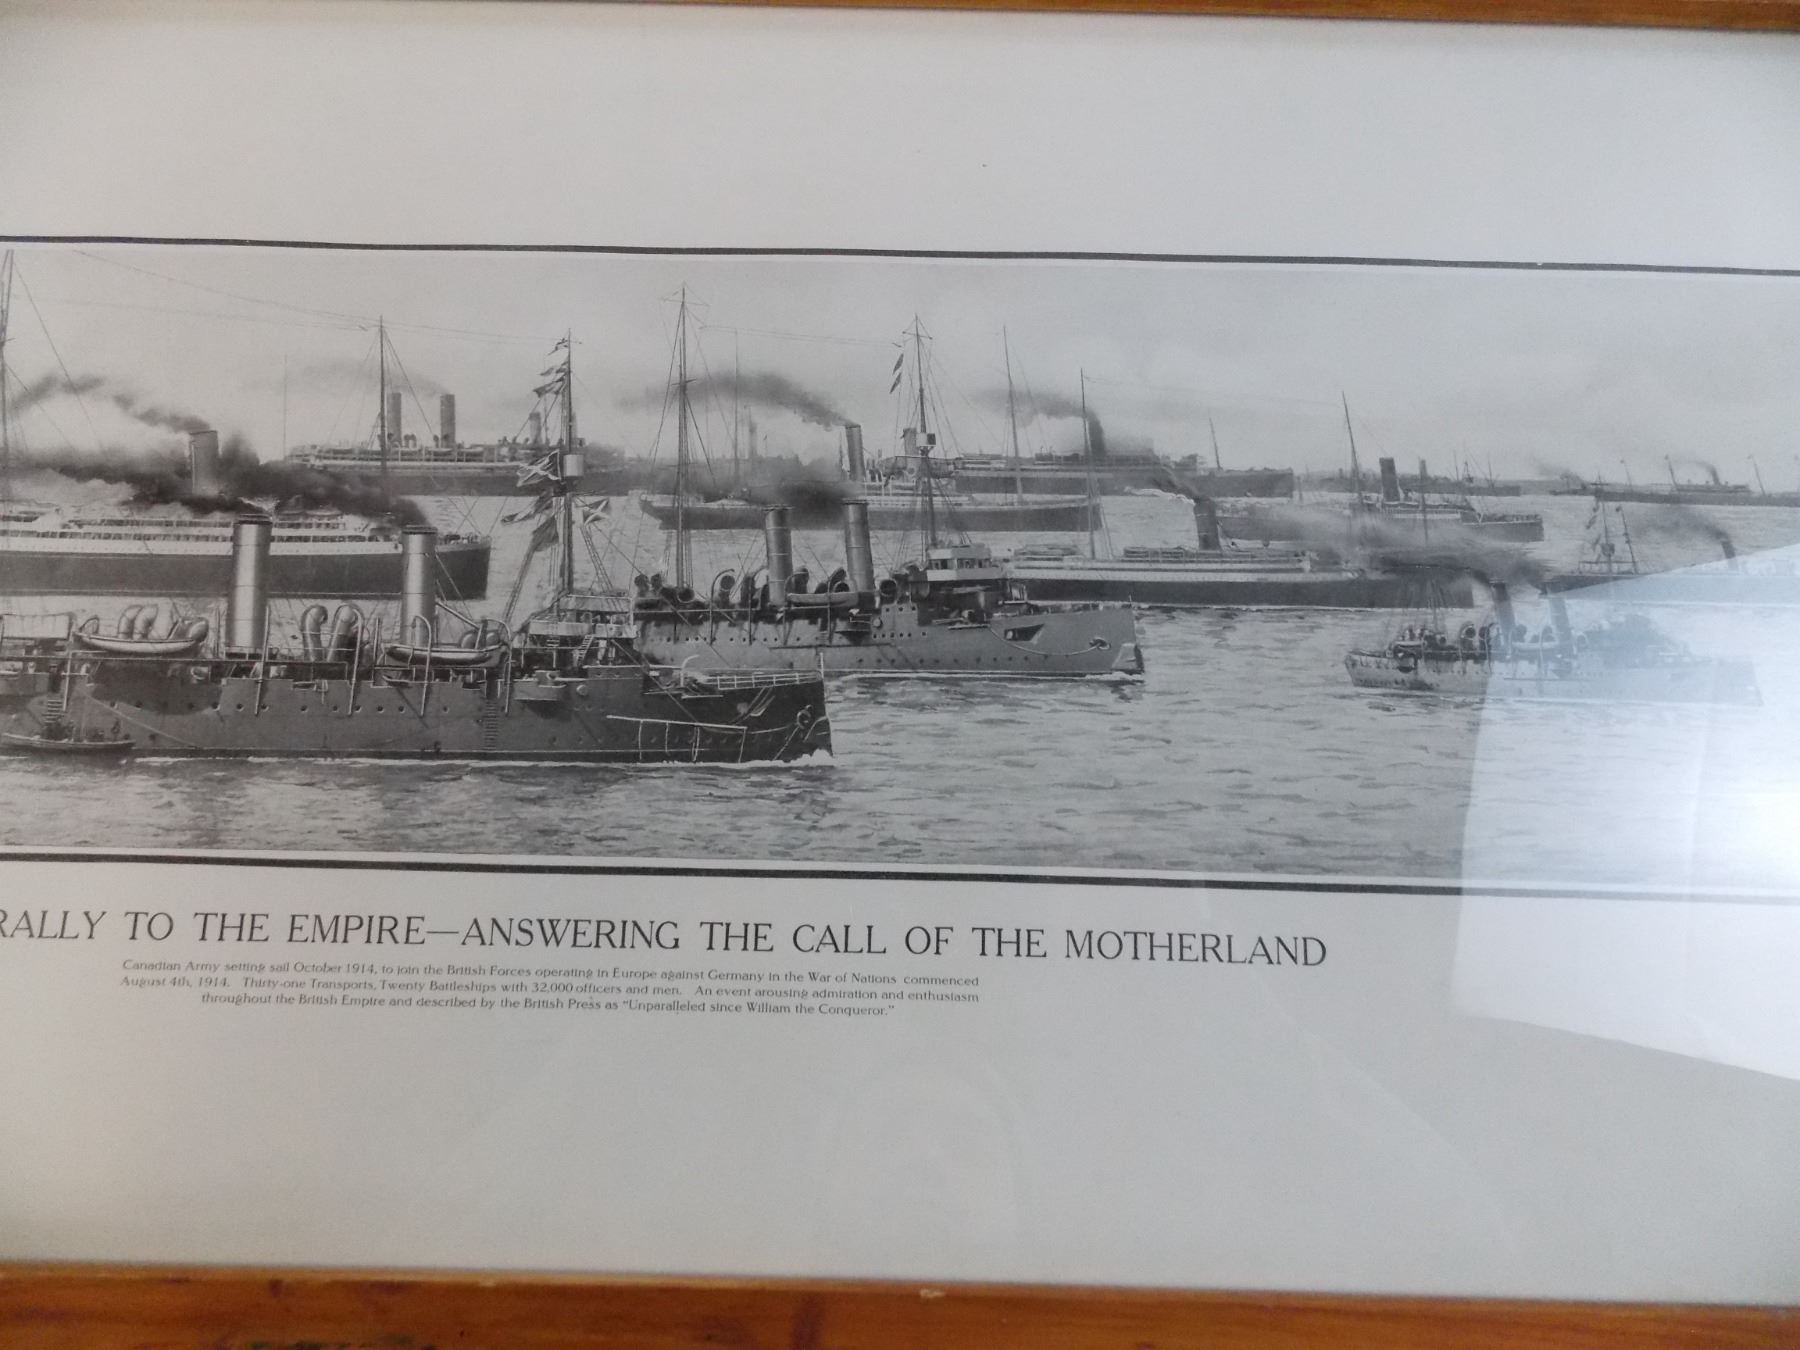 RALLY TO THE EMPIRE—ANSWERING THE CALL OF THE MOTHERLAND
Canadian Army setting sail October 1914, to join the British Forces operating in Europe against Germany in the War of Nations commenced
August 4th, 1914. Thirty-one Transports, Twenty Battleships with 32,000 officers and men. An event arousing admiration and enthusiasm
throughout the British Empire and described by the British Press as "Unparalleled since William the Conqueror."